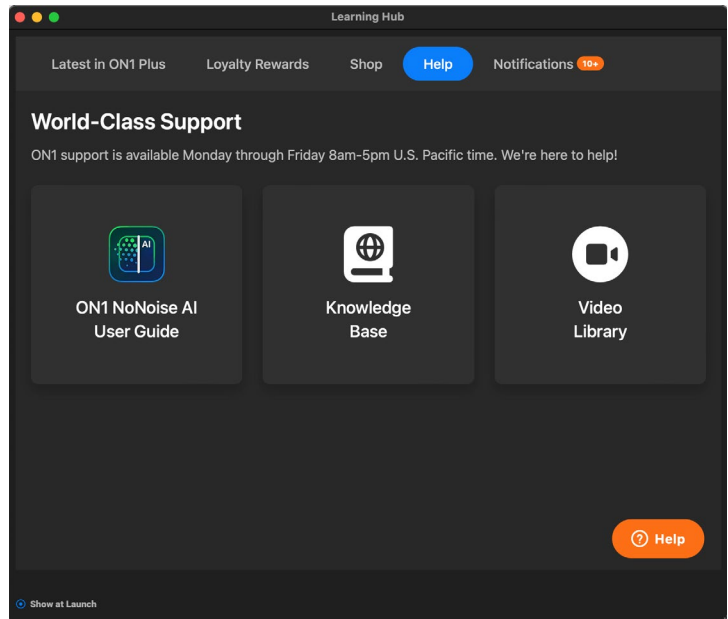 Learning Hub
Latest in ON1 Plus Loyalty Rewards Shop Help Notifications 10+
World-Class Support
ON1 support is available Monday through Friday 8am-5pm U.S. Pacific time. We're here to help!
AI
ON1 NoNoise AI
User Guide
Knowledge
Base
Video
Library
? Help
Show at Launch